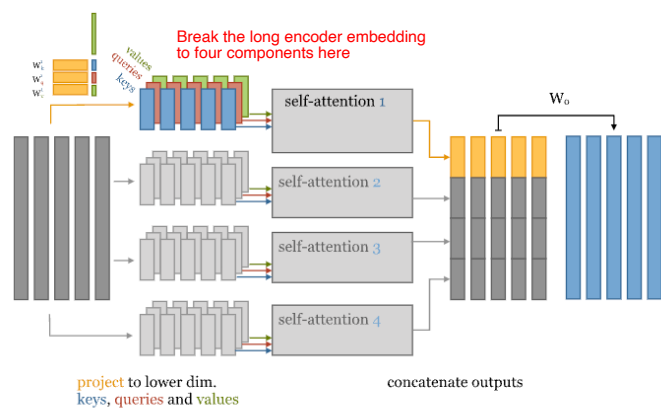 Break the long encoder embedding
to four components here
values
queries
keys
self-attention 1
self-attention 2
self-attention 3
self-attention 4
Wₒ
project to lower dim.
keys, queries and values
concatenate outputs